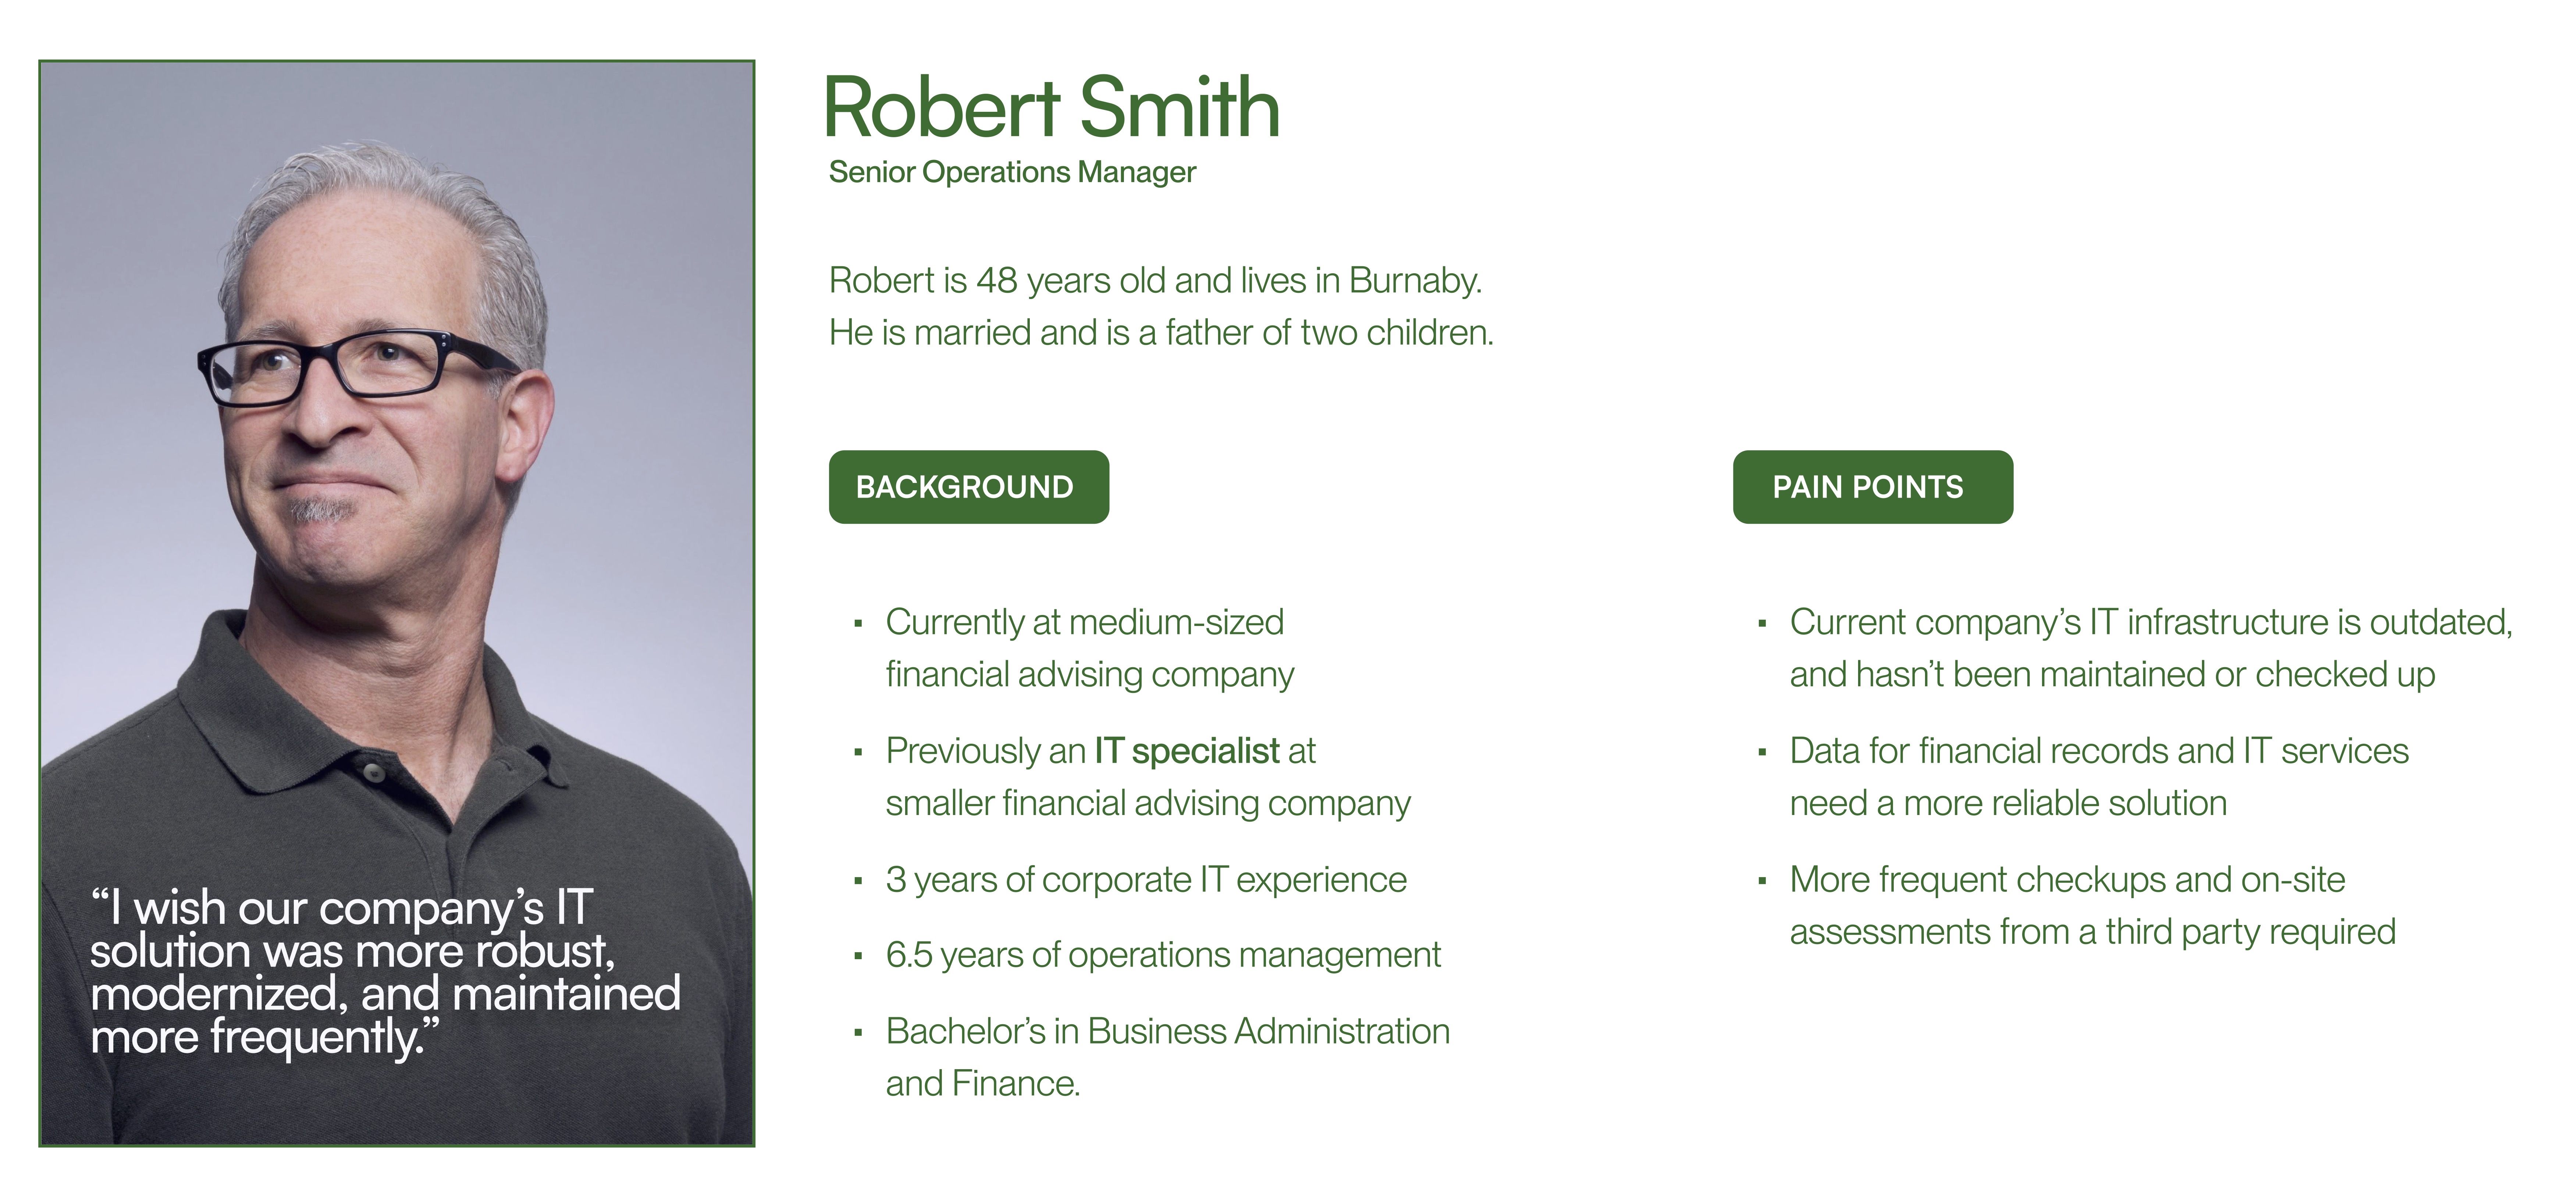 Robert Smith
Senior Operations Manager
Robert is 48 years old and lives in Burnaby.
He is married and is a father of two children.
BACKGROUND
▪ Currently at medium-sized
financial advising company
▪ Previously an IT specialist at
smaller financial advising company
▪ 3 years of corporate IT experience
▪ 6.5 years of operations management
▪ Bachelor’s in Business Administration
and Finance.
PAIN POINTS
▪ Current company’s IT infrastructure is outdated,
and hasn’t been maintained or checked up
▪ Data for financial records and IT services
need a more reliable solution
▪ More frequent checkups and on-site
assessments from a third party required
“I wish our company’s IT
solution was more robust,
modernized, and maintained
more frequently.”